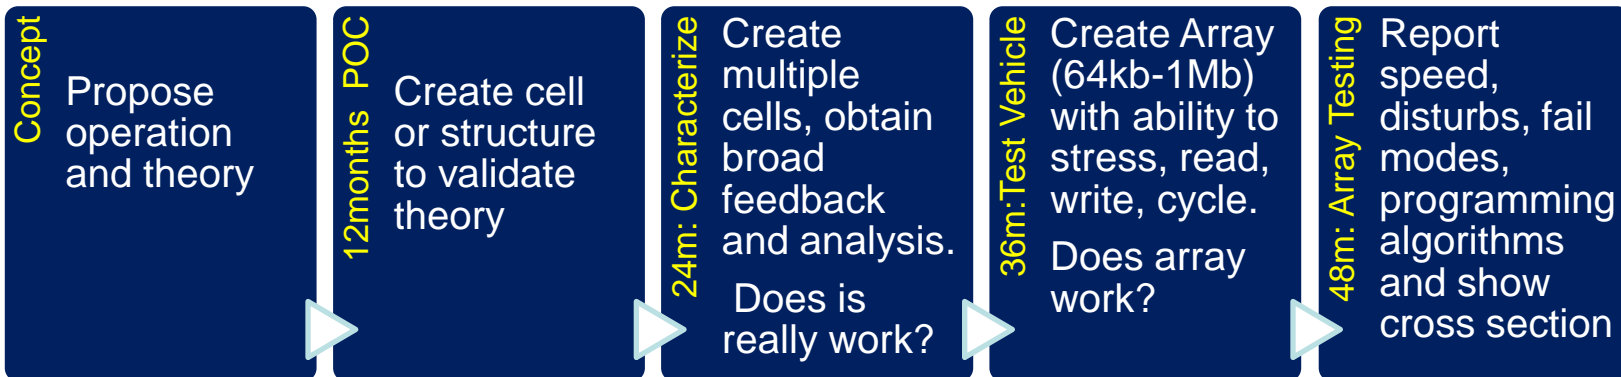 Concept
Propose
operation
and theory
12months POC
Create cell
or structure
to validate
theory
24m: Characterize
Create
multiple
cells, obtain
broad
feedback
and analysis.
Does is
really work?
36m:Test Vehicle
Create Array
(64kb-1Mb)
with ability to
stress, read,
write, cycle.
Does array
work?
48m: Array Testing
Report
speed,
disturbs, fail
modes,
programming
algorithms
and show
cross section